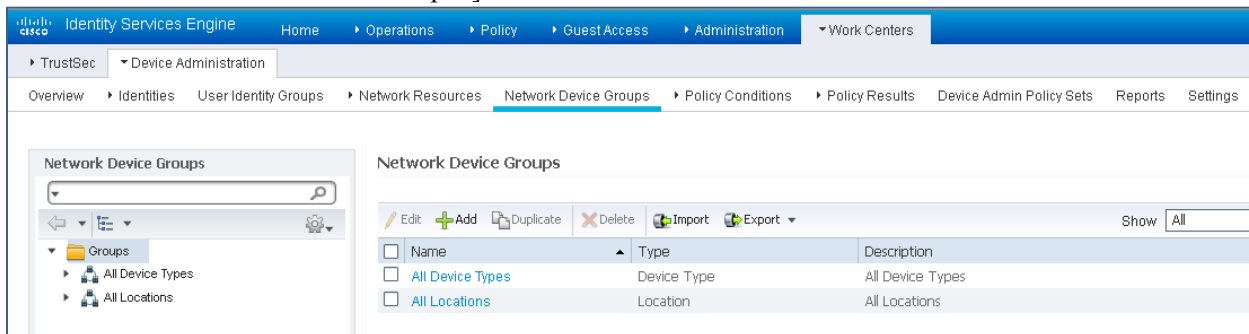 cisco Identity Services Engine Home Operations Policy Guest Access Administration Work Centers
TrustSec Device Administration
Overview Identities User Identity Groups Network Resources Network Device Groups Policy Conditions Policy Results Device Admin Policy Sets Reports Settings
Network Device Groups
Network Device Groups
Edit Add Duplicate Delete Import Export Show All
Groups
Name Type Description
All Device Types
All Device Types Device Type All Device Types
All Locations
All Locations Location All Locations